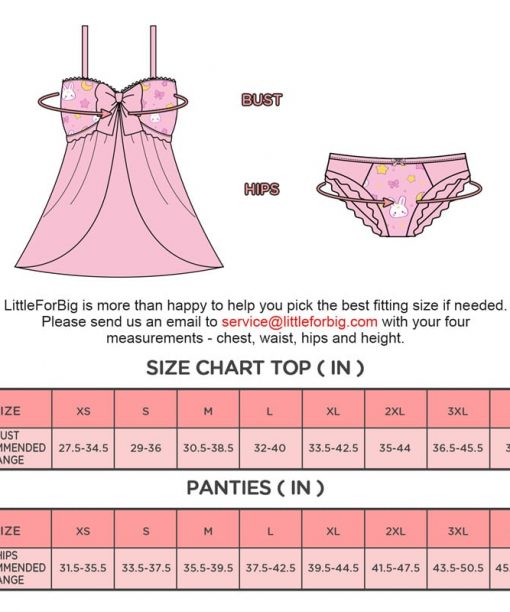 BUST
HIPS
LittleForBig is more than happy to help you pick the best fitting size if needed.
Please send us an email to service@littleforbig.com with your four
measurements - chest, waist, hips and height.
SIZE CHART TOP ( IN )
IZE XS S M L XL 2XL 3XL
UST
MMENDED
ANGE
27.5-34.5 29-36 30.5-38.5 32-40 33.5-42.5 35-44 36.5-45.5 3
PANTIES ( IN )
IZE XS S M L XL 2XL 3XL
HIPS
MMENDED
ANGE
31.5-35.5 33.5-37.5 35.5-39.5 37.5-42.5 39.5-44.5 41.5-47.5 43.5-50.5 45